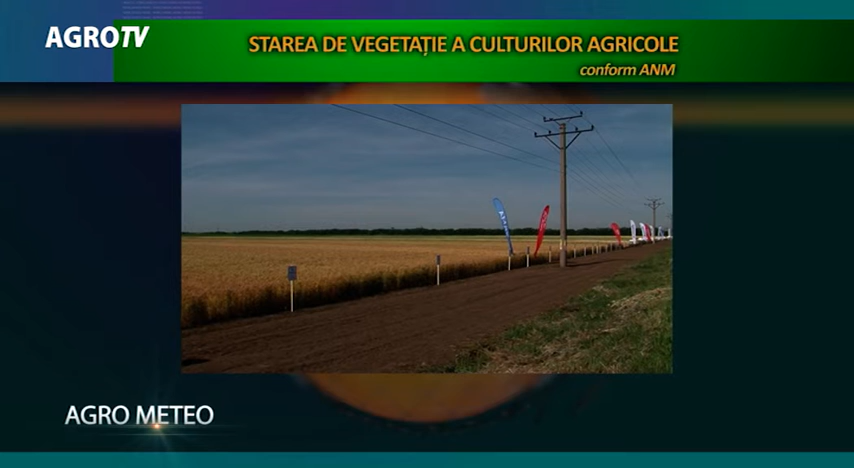 AGROTV
STAREA DE VEGETAȚIE A CULTURILOR AGRICOLE
conform ANM
AGRO METEO